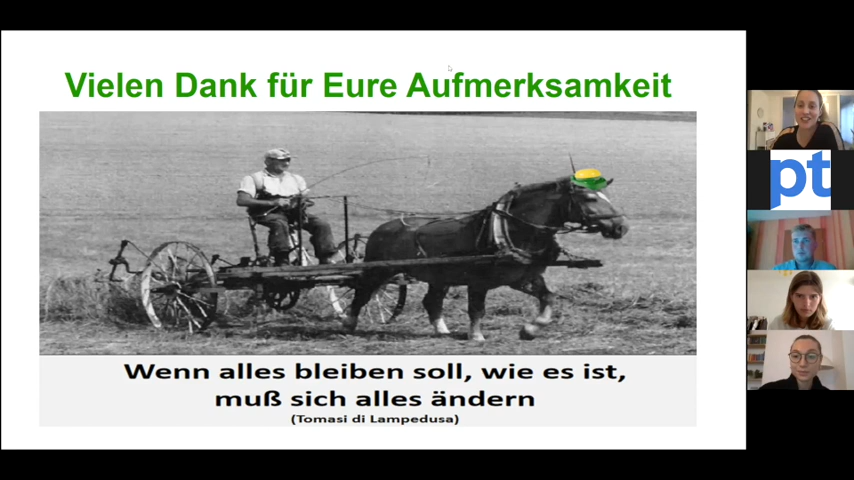 Vielen Dank für Eure Aufmerksamkeit
Wenn alles bleiben soll, wie es ist,
muß sich alles ändern
(Tomasi di Lampedusa)
pt